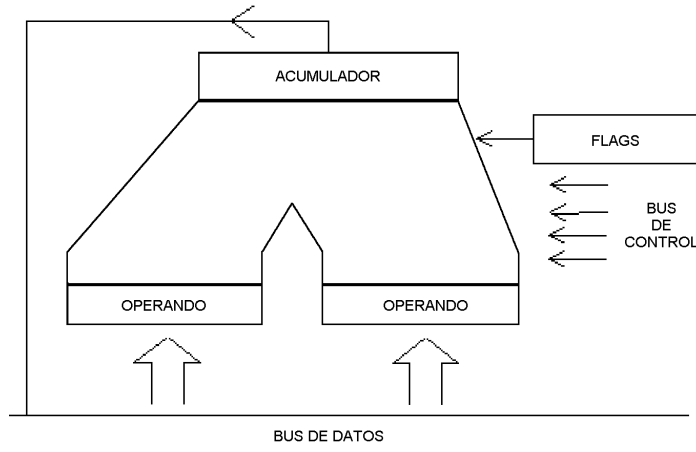 ACUMULADOR
FLAGS
BUS
DE
CONTROL
OPERANDO
OPERANDO
BUS DE DATOS